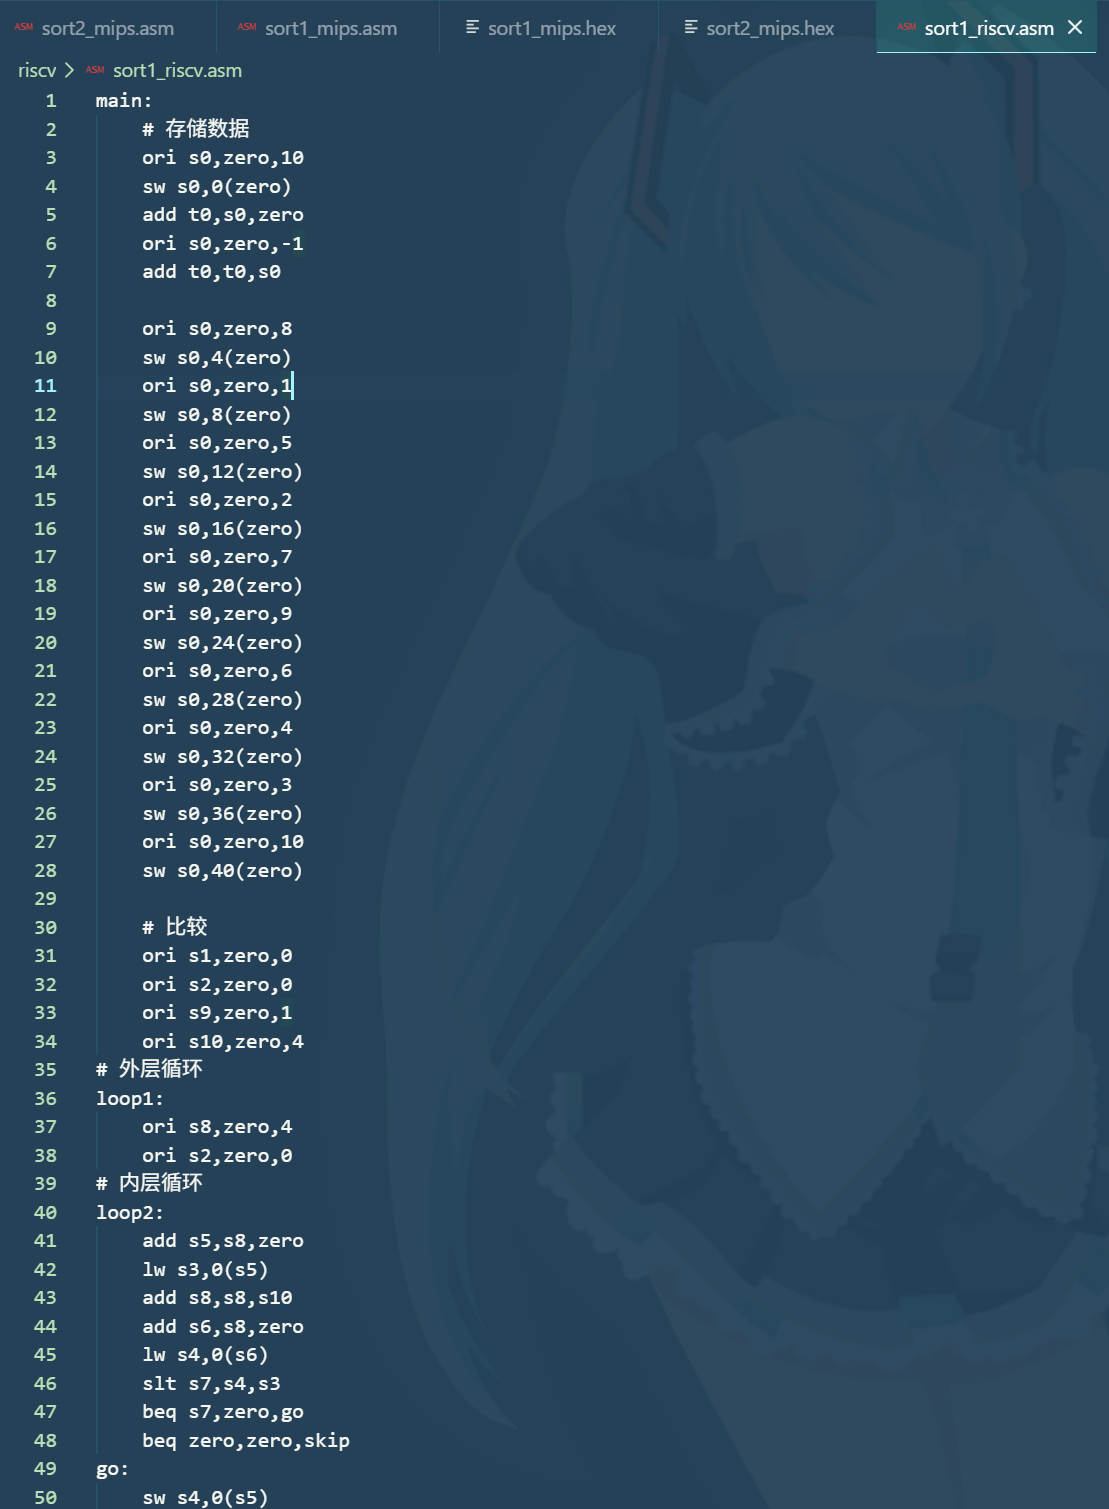 ASM sort2_mips.asm ASM sort1_mips.asm sort1_mips.hex sort2_mips.hex ASM sort1_riscv.asm
riscv > ASM sort1_riscv.asm
1 main:
2 # 存储数据
3 ori s0,zero,10
4 sw s0,0(zero)
5 add t0,s0,zero
6 ori s0,zero,-1
7 add t0,t0,s0
8
9 ori s0,zero,8
10 sw s0,4(zero)
11 ori s0,zero,1
12 sw s0,8(zero)
13 ori s0,zero,5
14 sw s0,12(zero)
15 ori s0,zero,2
16 sw s0,16(zero)
17 ori s0,zero,7
18 sw s0,20(zero)
19 ori s0,zero,9
20 sw s0,24(zero)
21 ori s0,zero,6
22 sw s0,28(zero)
23 ori s0,zero,4
24 sw s0,32(zero)
25 ori s0,zero,3
26 sw s0,36(zero)
27 ori s0,zero,10
28 sw s0,40(zero)
29
30 # 比较
31 ori s1,zero,0
32 ori s2,zero,0
33 ori s9,zero,1
34 ori s10,zero,4
35 # 外层循环
36 loop1:
37 ori s8,zero,4
38 ori s2,zero,0
39 # 内层循环
40 loop2:
41 add s5,s8,zero
42 lw s3,0(s5)
43 add s8,s8,s10
44 add s6,s8,zero
45 lw s4,0(s6)
46 slt s7,s4,s3
47 beq s7,zero,go
48 beq zero,zero,skip
49 go:
50 sw s4,0(s5)